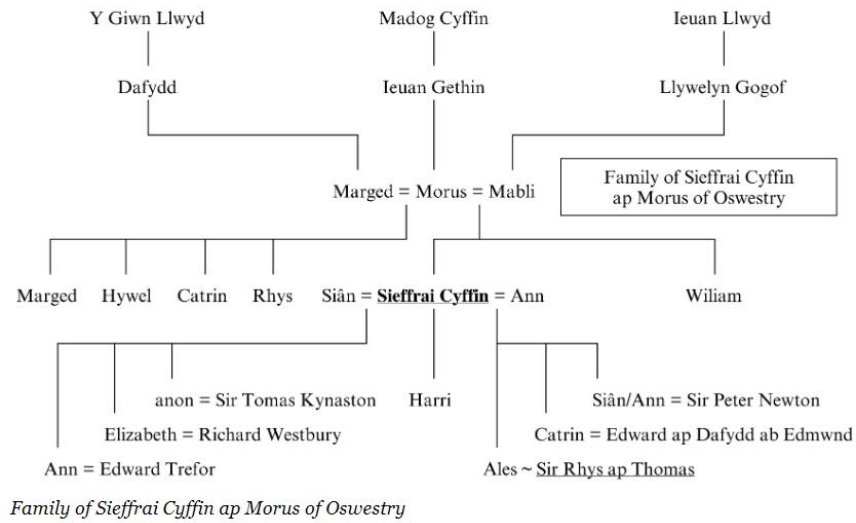 Y Giwn Llwyd Madog Cyffin Ieuan Llwyd
Dafydd Ieuan Gethin Llywelyn Gogof
Marged = Morus = Mabli
Family of Sieffrai Cyffin
ap Morus of Oswestry
Marged Hywel Catrin Rhys Siân = Sieffrai Cyffin = Ann Wiliam
anon = Sir Tomas Kynaston Harri Siân/Ann = Sir Peter Newton
Elizabeth = Richard Westbury Catrin = Edward ap Dafydd ab Edmwnd
Ann = Edward Trefor Ales ~ Sir Rhys ap Thomas
Family of Sieffrai Cyffin ap Morus of Oswestry